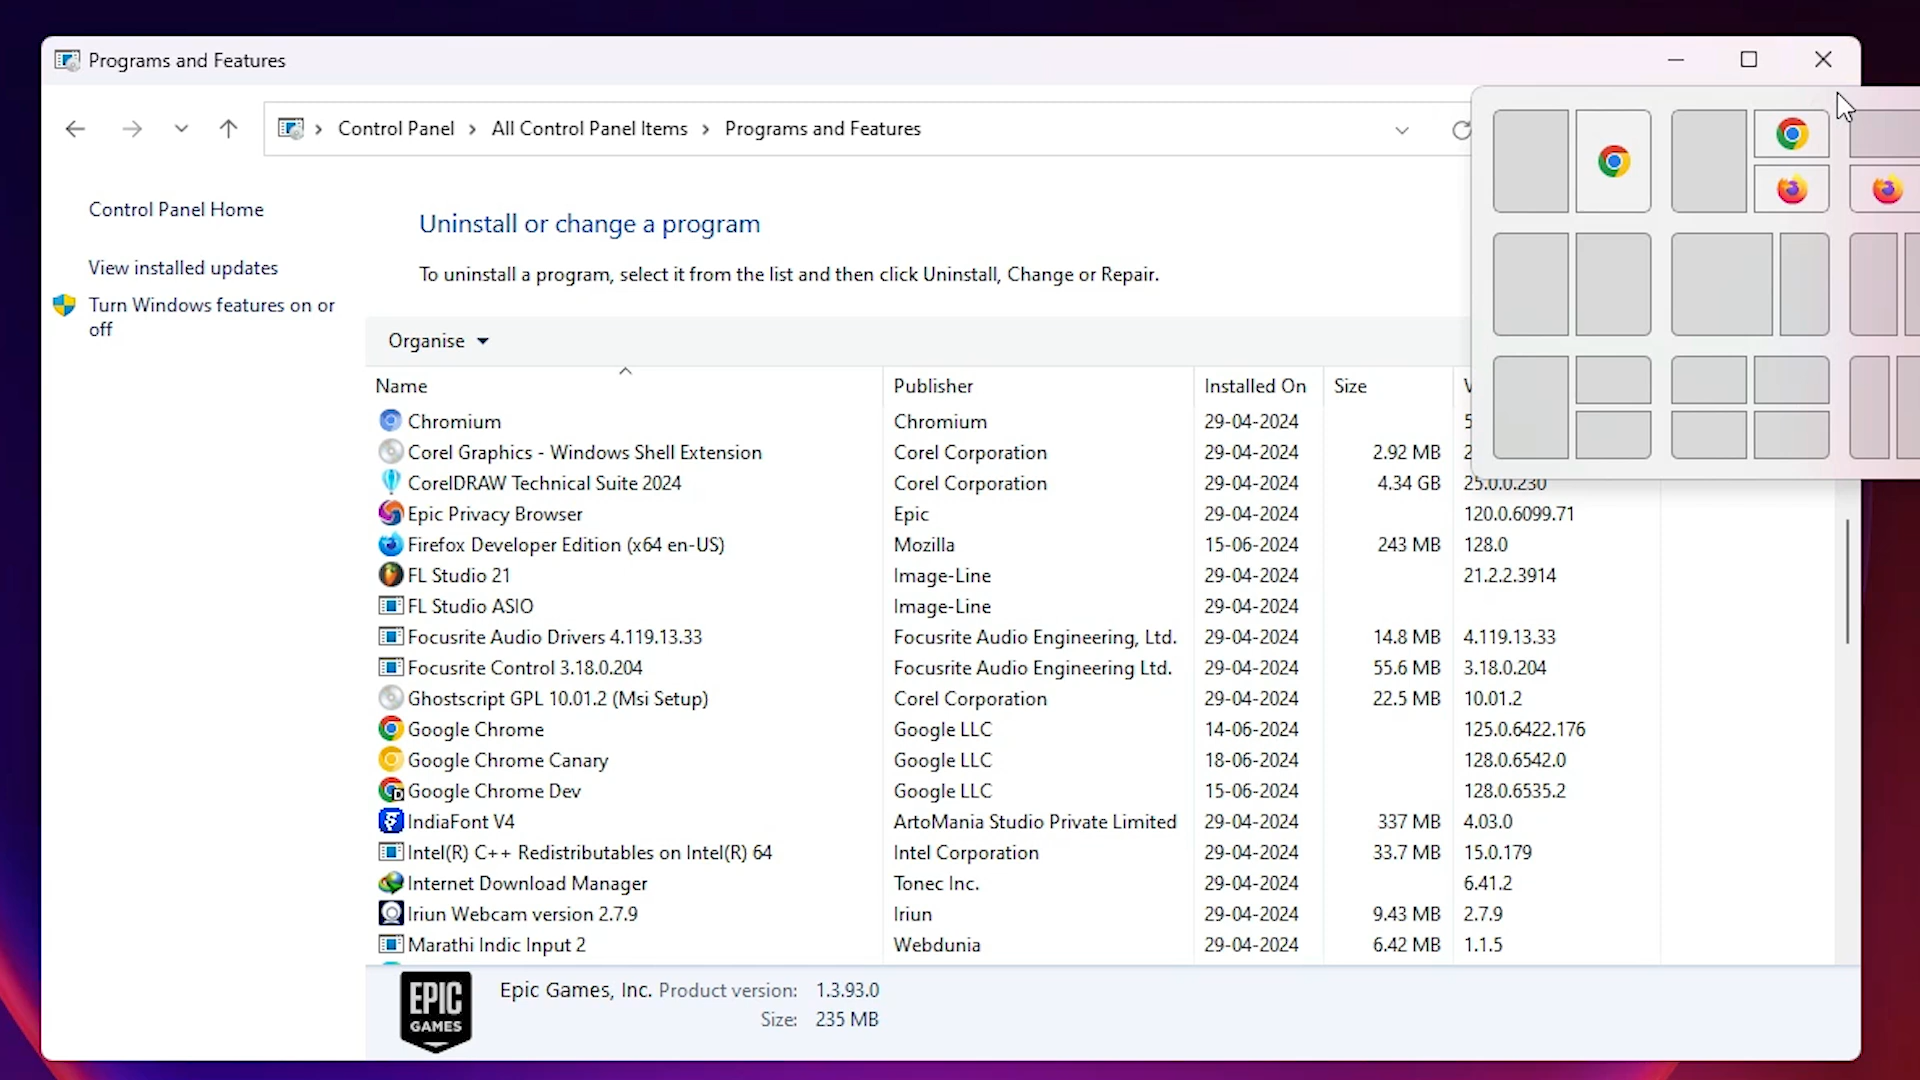 Programs and Features
Control Panel > All Control Panel Items > Programs and Features
Control Panel Home
View installed updates
Turn Windows features on or
off
Uninstall or change a program
To uninstall a program, select it from the list and then click Uninstall, Change or Repair.
Organise
Name Publisher Installed On Size
Chromium Chromium 29-04-2024 5
Corel Graphics - Windows Shell Extension Corel Corporation 29-04-2024 2.92 MB 2
CorelDRAW Technical Suite 2024 Corel Corporation 29-04-2024 4.34 GB 25.0.0.230
Epic Privacy Browser Epic 29-04-2024 120.0.6099.71
Firefox Developer Edition (x64 en-US) Mozilla 15-06-2024 243 MB 128.0
FL Studio 21 Image-Line 29-04-2024 21.2.2.3914
FL Studio ASIO Image-Line 29-04-2024
Focusrite Audio Drivers 4.119.13.33 Focusrite Audio Engineering, Ltd. 29-04-2024 14.8 MB 4.119.13.33
Focusrite Control 3.18.0.204 Focusrite Audio Engineering Ltd. 29-04-2024 55.6 MB 3.18.0.204
Ghostscript GPL 10.01.2 (Msi Setup) Corel Corporation 29-04-2024 22.5 MB 10.01.2
Google Chrome Google LLC 14-06-2024 125.0.6422.176
Google Chrome Canary Google LLC 18-06-2024 128.0.6542.0
Google Chrome Dev Google LLC 15-06-2024 128.0.6535.2
IndiaFont V4 ArtoMania Studio Private Limited 29-04-2024 337 MB 4.03.0
Intel(R) C++ Redistributables on Intel(R) 64 Intel Corporation 29-04-2024 33.7 MB 15.0.179
Internet Download Manager Tonec Inc. 29-04-2024 6.41.2
Iriun Webcam version 2.7.9 Iriun 29-04-2024 9.43 MB 2.7.9
Marathi Indic Input 2 Webdunia 29-04-2024 6.42 MB 1.1.5
EPIC
GAMES
Epic Games, Inc. Product version: 1.3.93.0
Size: 235 MB